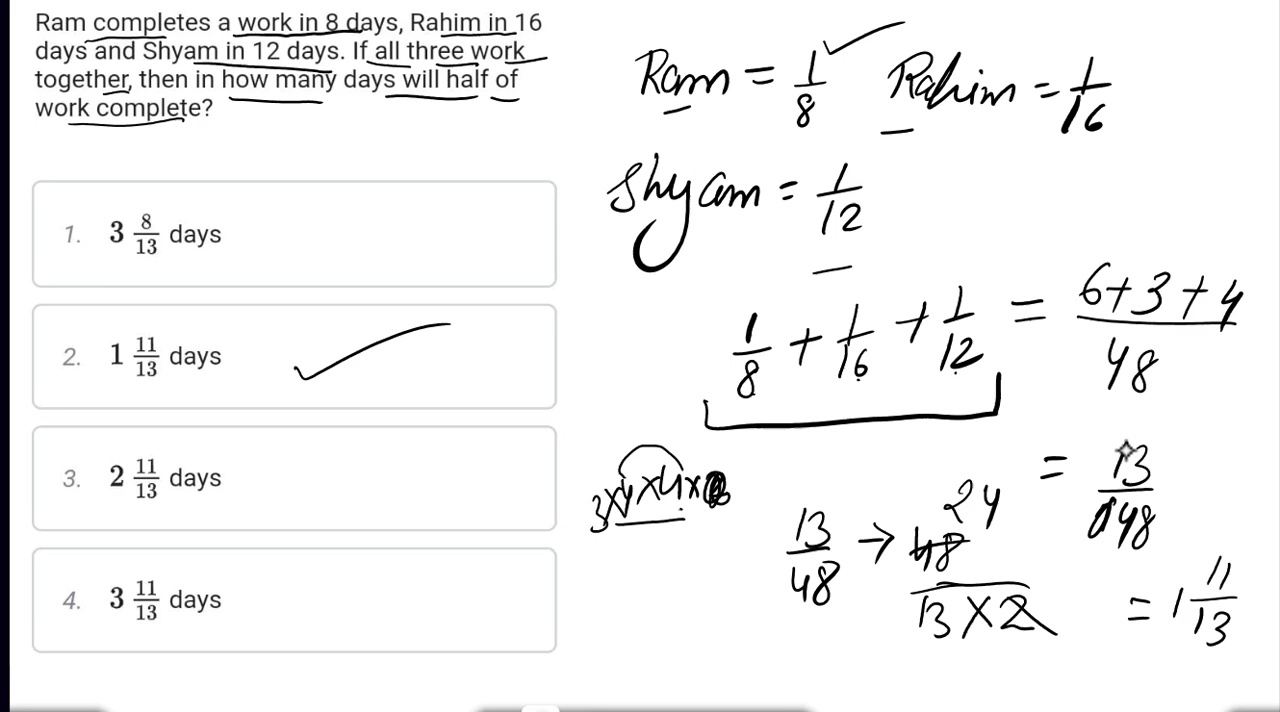 Ram completes a work in 8 days, Rahim in 16
days and Shyam in 12 days. If all three work
together, then in how many days will half of
work complete?
1. 3 8/13 days
2. 1 11/13 days
3. 2 11/13 days
4. 3 11/13 days
Ram = 1/8 Rahim = 1/16
Shyam = 1/12
1/8 + 1/16 + 1/12 = 6+3+4/48
= 13/48
3×4×4×
13/48 → 48/13×2 24
= 1 11/13